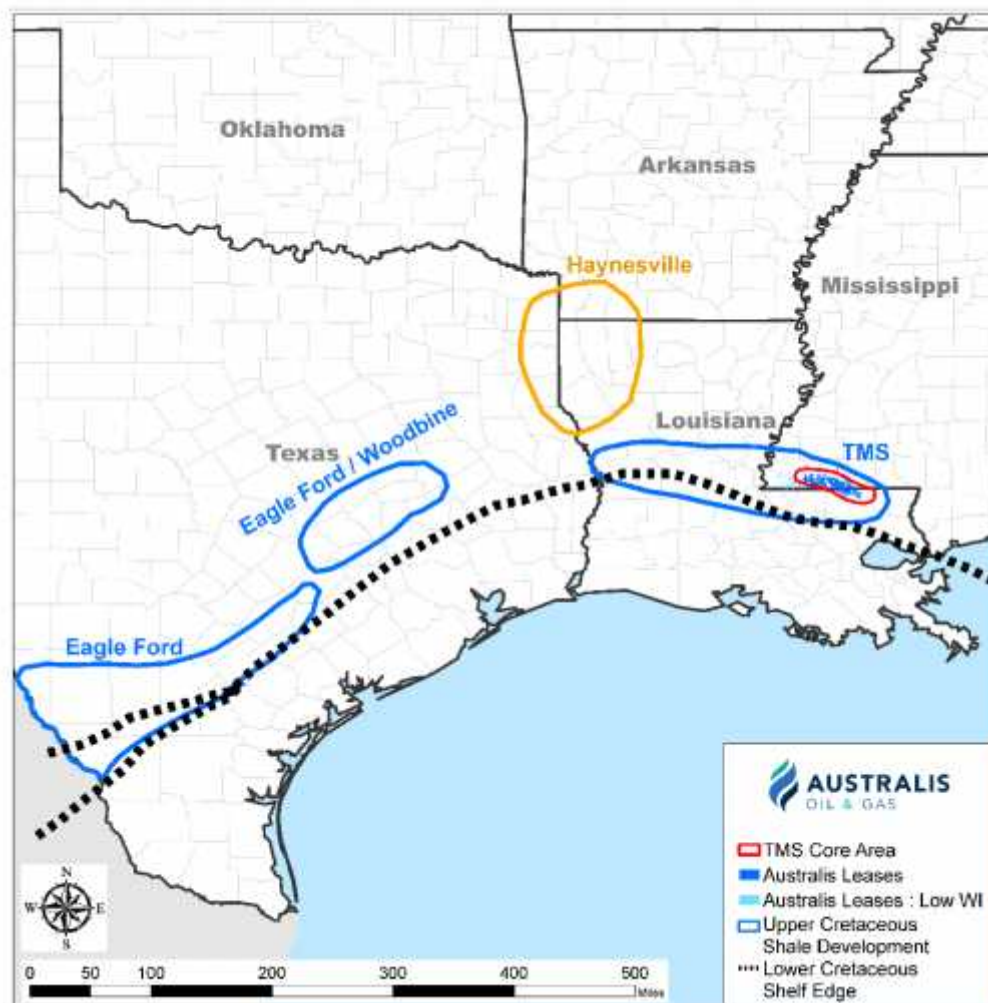 Oklahoma
Arkansas
Haynesville
Mississippi
Louisiana
TMS
Texas
Eagle Ford / Woodbine
Eagle Ford
AUSTRALIS
OIL & GAS
TMS Core Area
Australis Leases
Australis Leases : Low WI
Upper Cretaceous
Shale Development
Lower Cretaceous
Shelf Edge
N
W E
S
0 50 100 200 300 400 500
Miles